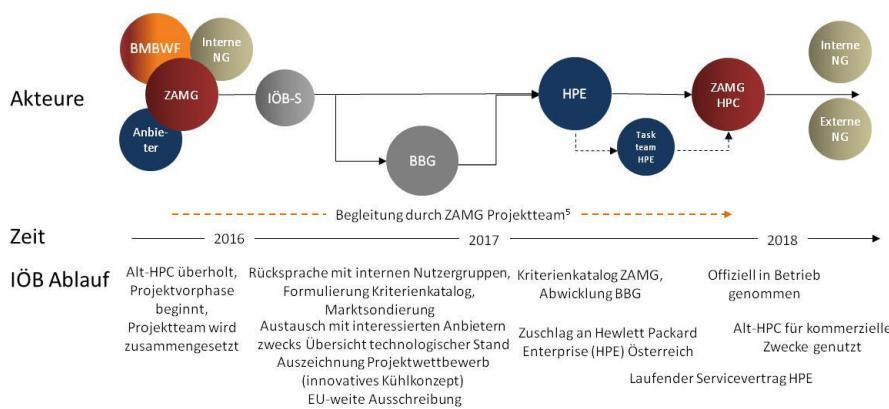 BMBWF
Interne
NG
ZAMG
Anbie-
ter
IÖB-S
BBG
HPE
Task
team
HPE
ZAMG
HPC
Interne
NG
Externe
NG
Akteure
Begleitung durch ZAMG Projektteam⁵
Zeit
2016
2017
2018
IÖB Ablauf
Alt-HPC überholt,
Projektvorphase
beginnt,
Projektteam wird
zusammengesetzt
Rücksprache mit internen Nutzergruppen,
Formulierung Kriterienkatalog,
Marktsondierung
Austausch mit interessierten Anbietern
zwecks Übersicht technologischer Stand
Auszeichnung Projektwettbewerb
(innovatives Kühlkonzept)
EU-weite Ausschreibung
Kriterienkatalog ZAMG,
Abwicklung BBG
Zuschlag an Hewlett Packard
Enterprise (HPE) Österreich
Laufender Servicevertrag HPE
Offiziell in Betrieb
genommen
Alt-HPC für kommerzielle
Zwecke genutzt